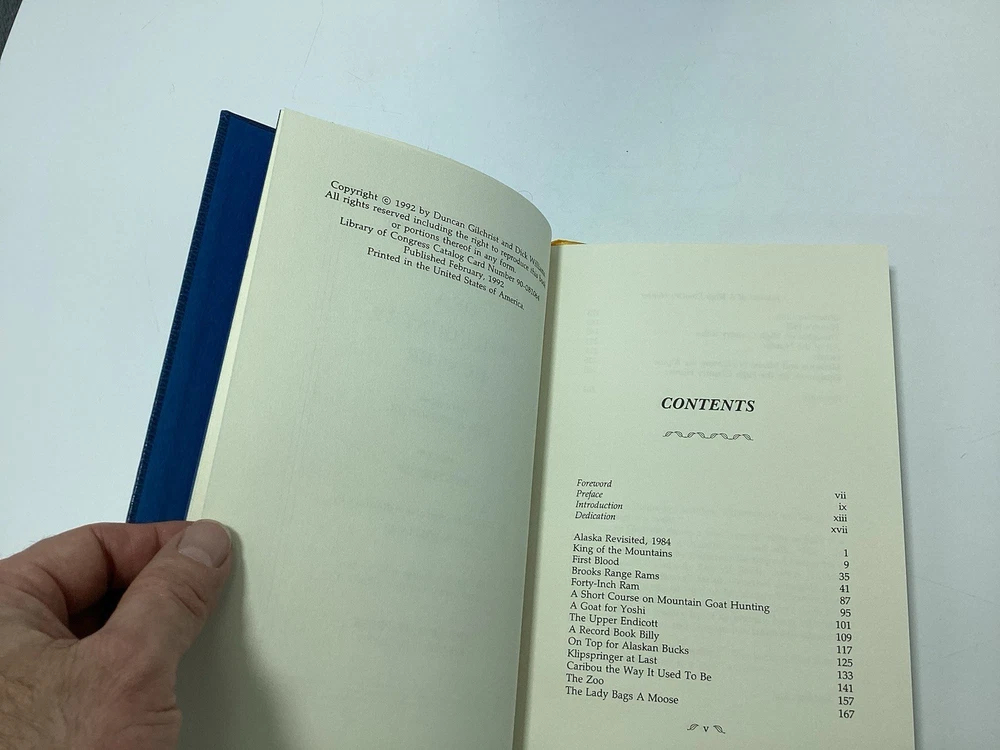 Copyright © 1992 by Duncan Gilchrist and Dick
All rights reserved including the right to reproduce this book
or portions thereof in any form.
Library of Congress Catalog Card Number
Published February, 1992
Printed in the United States of America.
CONTENTS
Foreword vii
Preface ix
Introduction xiii
Dedication xvii
Alaska Revisited, 1984 1
King of the Mountains 9
First Blood 35
Brooks Range Rams 41
Forty-Inch Ram 87
A Short Course on Mountain Goat Hunting 95
A Goat for Yoshi 101
The Upper Endicott 109
A Record Book Billy 117
On Top for Alaskan Bucks 125
Klipspringer at Last 133
Caribou the Way It Used To Be 141
The Zoo 157
The Lady Bags A Moose 167
v